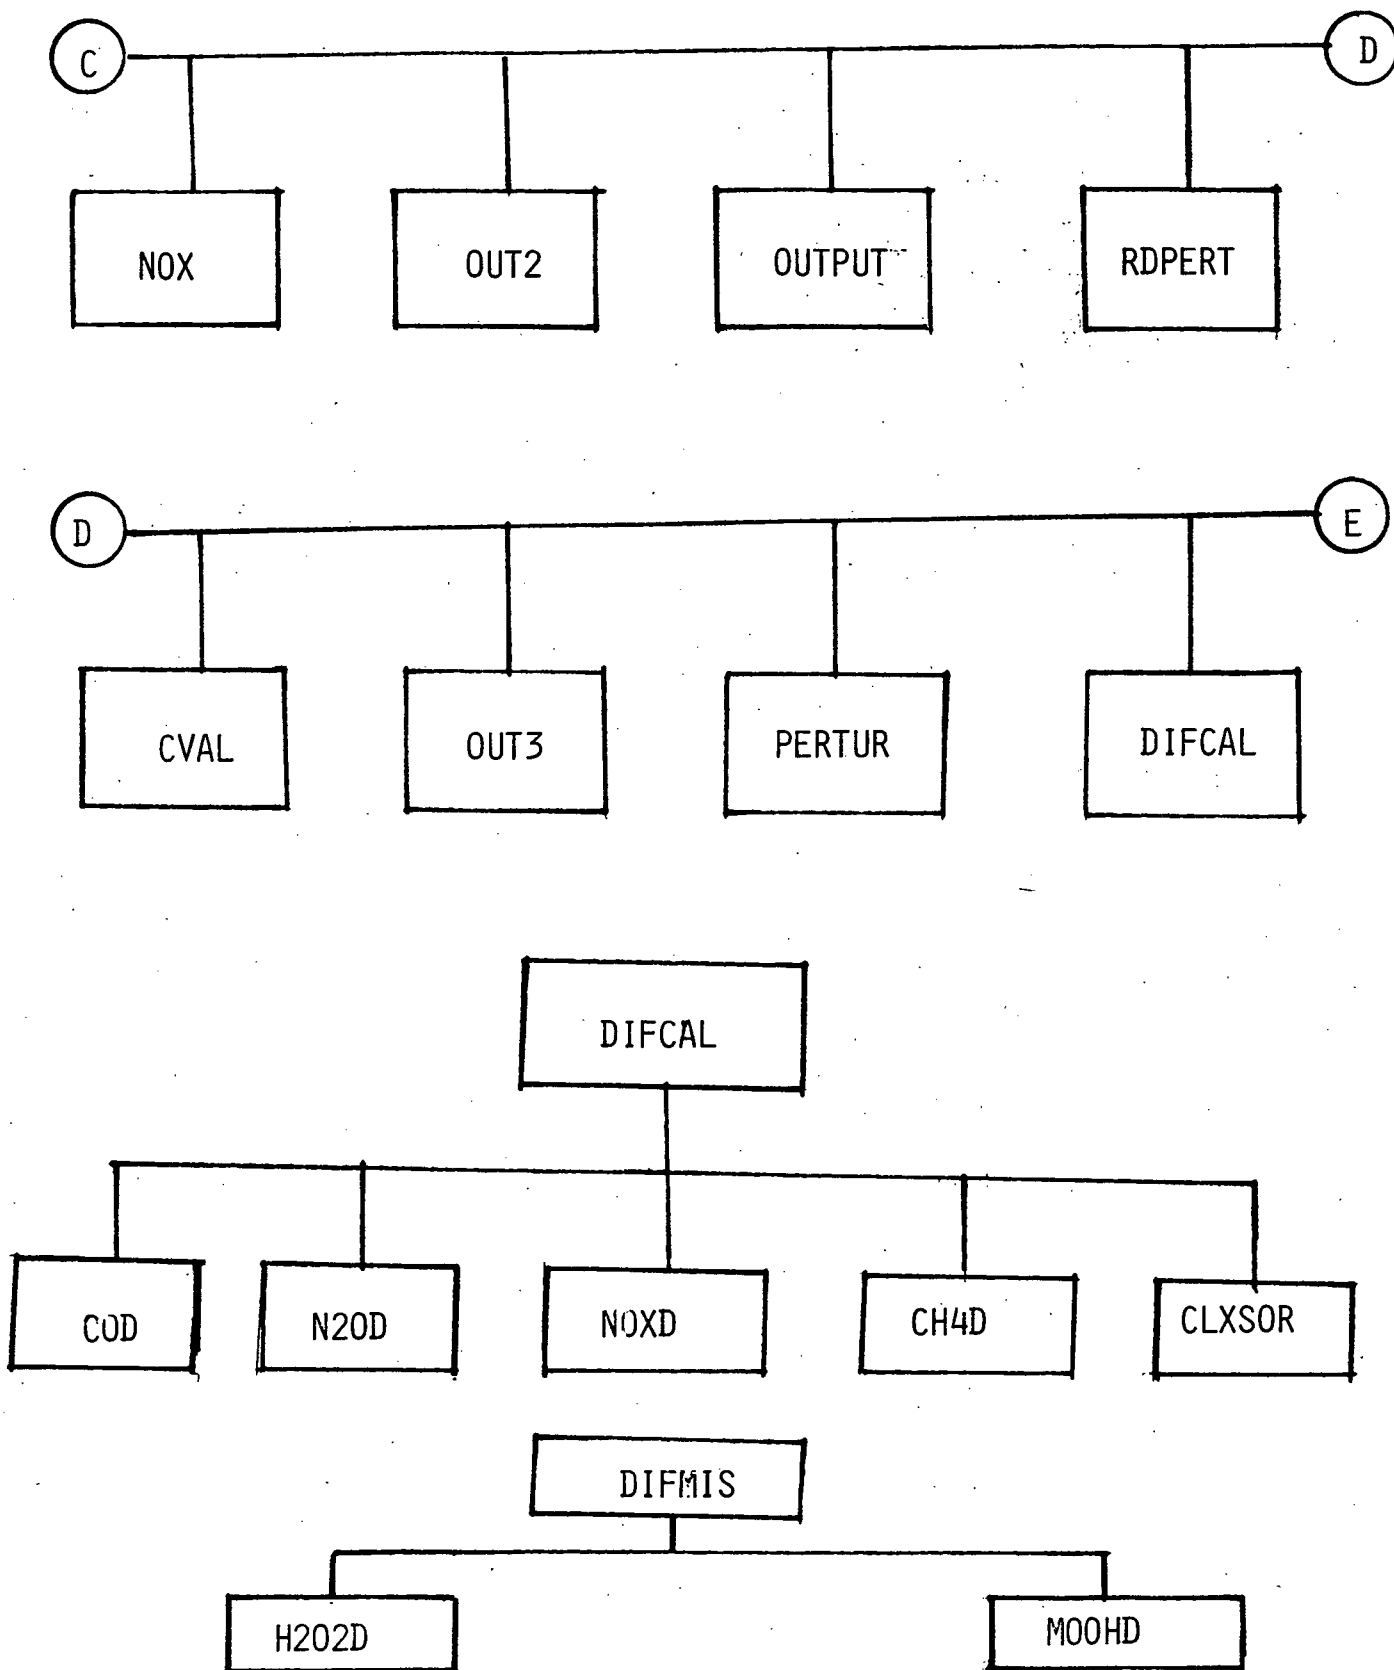 C D
NOX OUT2 OUTPUT RDPERT
D E
CVAL OUT3 PERTUR DIFCAL
DIFCAL
COD N2OD NOXD CH4D CLXSOR
DIFMIS
H2O2D MOOHD